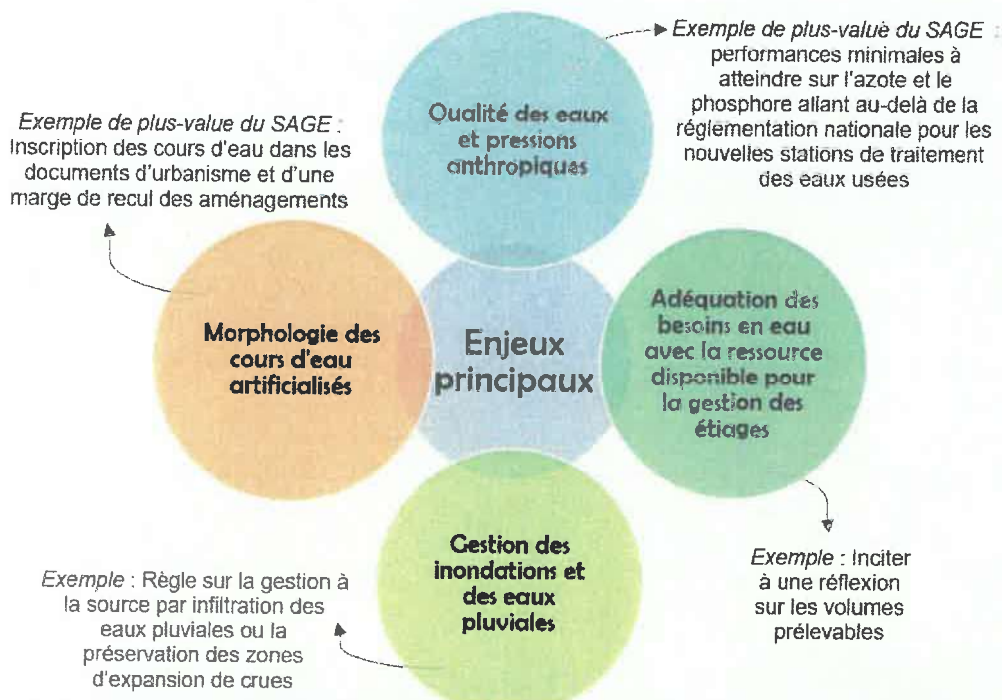 Exemple de plus-value du SAGE :
performances minimales à
atteindre sur l'azote et le
phosphore allant au-delà de la
réglementation nationale pour les
nouvelles stations de traitement
des eaux usées
Qualité des eaux
et pressions
anthropiques
Exemple de plus-value du SAGE :
Inscription des cours d'eau dans les
documents d'urbanisme et d'une
marge de recul des aménagements
Morphologie des
cours d'eau
artificialisés
Enjeux
principaux
Adéquation des
besoins en eau
avec la ressource
disponible pour
la gestion des
étiages
Gestion des
inondations et
des eaux
pluviales
Exemple : Règle sur la gestion à
la source par infiltration des
eaux pluviales ou la
préservation des zones
d'expansion de crues
Exemple : Inciter
à une réflexion
sur les volumes
prélevables